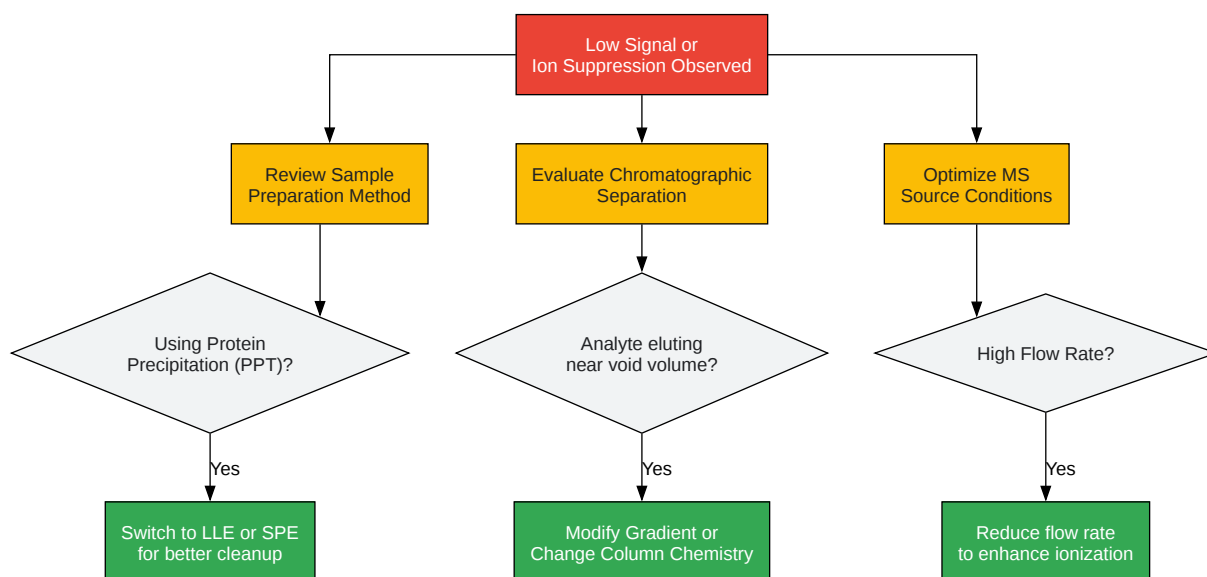 Low Signal or
Ion Suppression Observed
Review Sample
Preparation Method
Evaluate Chromatographic
Separation
Optimize MS
Source Conditions
Using Protein
Precipitation (PPT)?
Analyte eluting
near void volume?
High Flow Rate?
Yes
Yes
Yes
Switch to LLE or SPE
for better cleanup
Modify Gradient or
Change Column Chemistry
Reduce flow rate
to enhance ionization